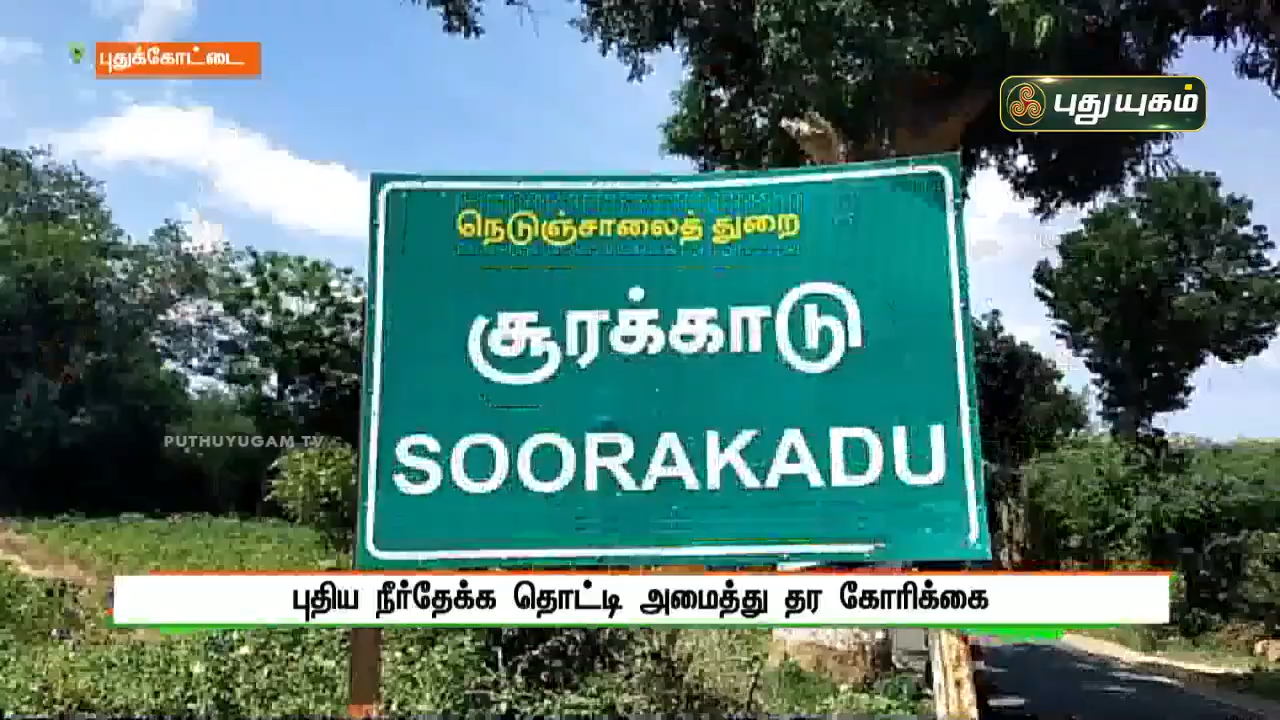 புதுக்கோட்டை
புதுயுகம்
நெடுஞ்சாலைத் துறை
சூரக்காடு
SOORAKADU
PUTHUYUGAM TV
புதிய நீர்தேக்க தொட்டி அமைத்து தர கோரிக்கை